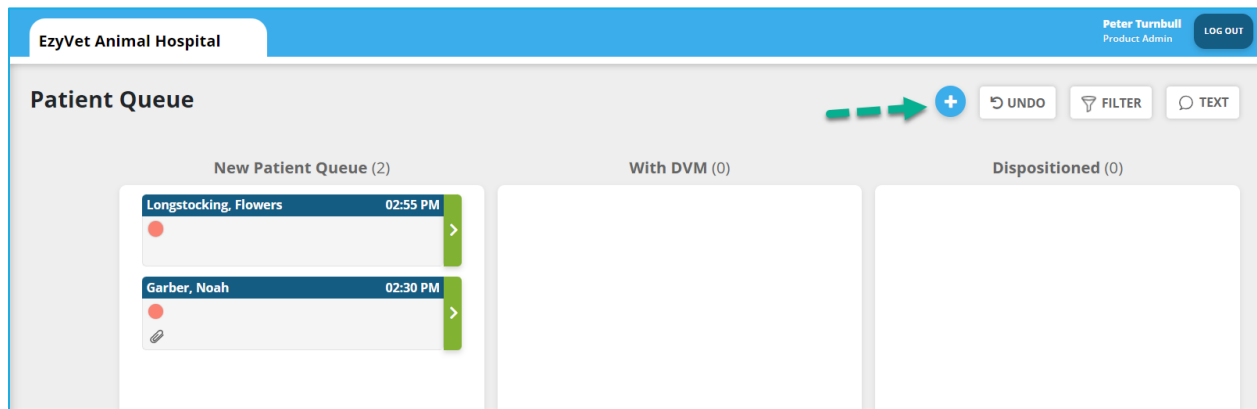 EzyVet Animal Hospital
Peter Turnbull
Product Admin
LOG OUT
Patient Queue
UNDO
FILTER
TEXT
New Patient Queue (2)
With DVM (0)
Dispositioned (0)
Longstocking, Flowers 02:55 PM
Garber, Noah 02:30 PM